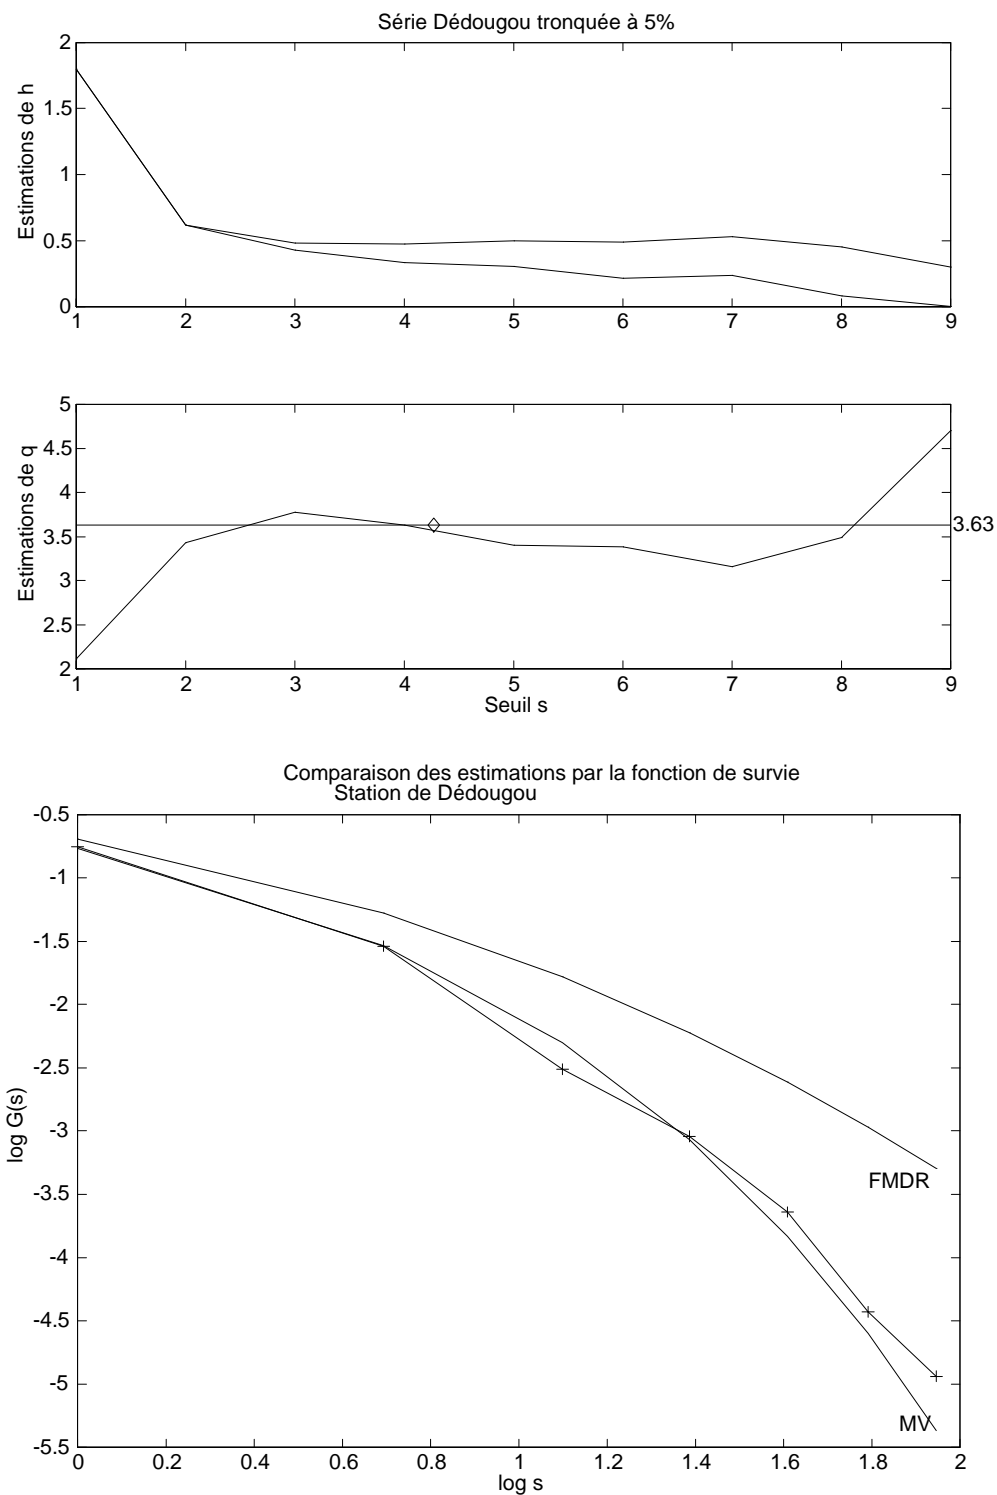 Série Dédougou tronquée à 5%
Estimations de h
2
1.5
1
0.5
0
1 2 3 4 5 6 7 8 9
Estimations de q
5
4.5
4
3.5
3
2.5
2
3.63
1 2 3 4 5 6 7 8 9
Seuil s
Comparaison des estimations par la fonction de survie
Station de Dédougou
log G(s)
-0.5
-1
-1.5
-2
-2.5
-3
-3.5
-4
-4.5
-5
-5.5
FMDR
MV
0 0.2 0.4 0.6 0.8 1 1.2 1.4 1.6 1.8 2
log s